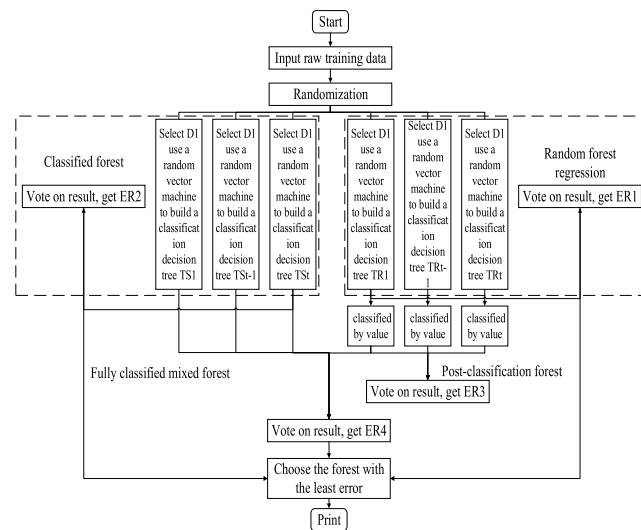 Start
Input raw training data
Randomization
Classified forest
Vote on result, get ER2
Select D1
use a
random
vector
machine
to build a
classificat
ion
decision
tree TS1
Select D1
use a
random
vector
machine
to build a
classificat
ion
decision
tree TSt-1
Select D1
use a
random
vector
machine
to build a
classificat
ion
decision
tree TSt
Select D1
use a
random
vector
machine
to build a
classificat
ion
decision
tree TR1
Select D1
use a
random
vector
machine
to build a
classificat
ion
decision
tree TRt-
1
Select D1
use a
random
vector
machine
to build a
classificat
ion
decision
tree TRt
Random forest
regression
Vote on result, get ER1
classified
by value
classified
by value
classified
by value
Fully classified mixed forest
Post-classification forest
Vote on result, get ER3
Vote on result, get ER4
Choose the forest with
the least error
Print